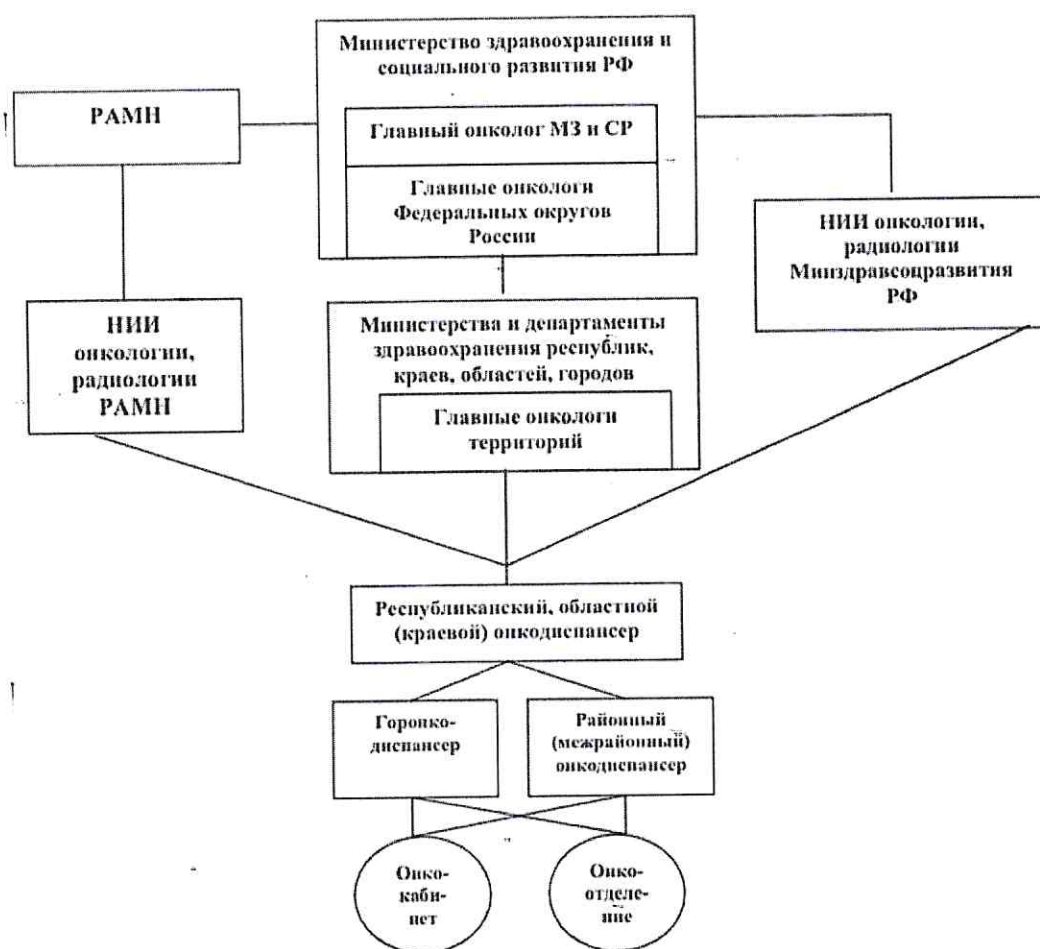 Министерство здравоохранения и
социального развития РФ
РАМН
Главный онколог МЗ и СР
Главные онкологи
Федеральных округов
России
НИИ онкологии,
радиологии
Минздравсоцразвития
РФ
НИИ
онкологии,
радиологии
РАМН
Министерства и департаменты
здравоохранения республик,
краев, областей, городов
Главные онкологи
территорий
Республиканский, областной
(краевой) онкодиспансер
Горонко-
диспансер
Районный
(межрайонный)
онкодиспансер
Онко-
каби-
нет
Онко-
отделе-
ние